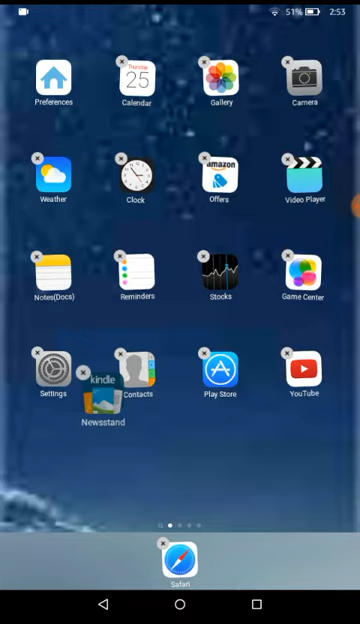 51% 2:53
Thursday
25
Preferences Calendar Gallery Camera
amazon
Weather Clock Offers Video Player
Notes(Docs) Reminders Stocks Game Center
kindle
Settings Contacts Play Store YouTube
Newsstand
Safari